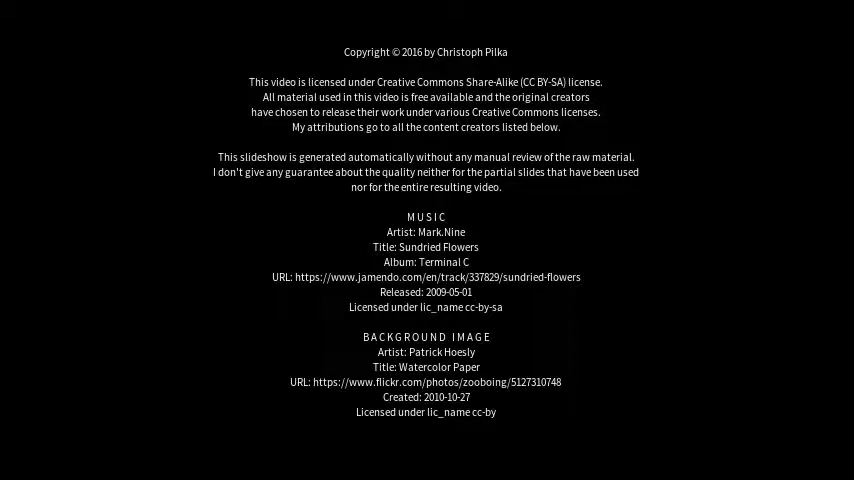 Copyright © 2016 by Christoph Pilka
This video is licensed under Creative Commons Share-Alike (CC BY-SA) license.
All material used in this video is free available and the original creators
have chosen to release their work under various Creative Commons licenses.
My attributions go to all the content creators listed below.
This slideshow is generated automatically without any manual review of the raw material.
I don't give any guarantee about the quality neither for the partial slides that have been used
nor for the entire resulting video.
MUSIC
Artist: Mark.Nine
Title: Sundried Flowers
Album: Terminal C
URL: https://www.jamendo.com/en/track/337829/sundried-flowers
Released: 2009-05-01
Licensed under lic_name cc-by-sa
BACKGROUND IMAGE
Artist: Patrick Hoesly
Title: Watercolor Paper
URL: https://www.flickr.com/photos/zooboing/5127310748
Created: 2010-10-27
Licensed under lic_name cc-by